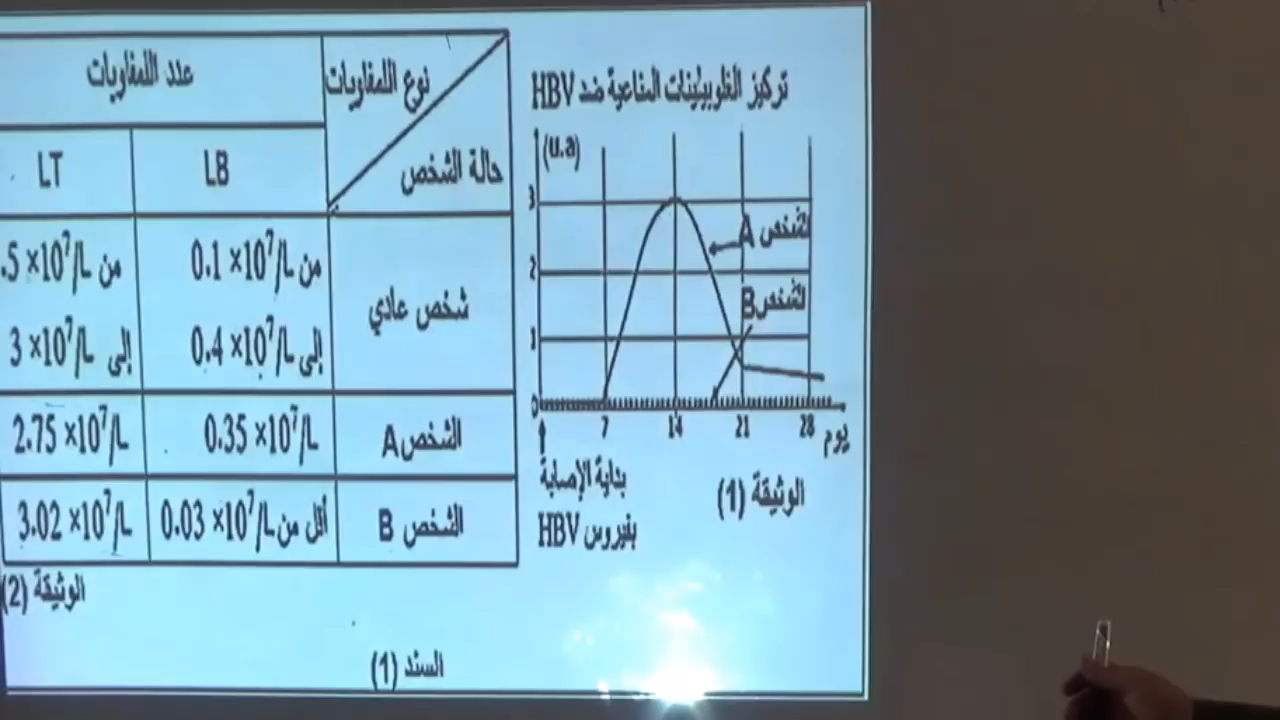 تركيز الغلوبيلينات المناعية ضد HBV
(u.a)
3
2
1
0
7
14
21
28
يوم
الشخص A
الشخص B
بداية الإصابة
بفيروس HBV
الوثيقة (1)
نوع اللمفاويات
حالة الشخص
عدد اللمفاويات
LB
LT
شخص عادي
من 0.1 ×10⁷/L
إلى 0.4 ×10⁷/L
من .5 ×10⁷/L
إلى 3 ×10⁷/L
الشخص A
0.35 ×10⁷/L
2.75 ×10⁷/L
الشخص B
أقل من 0.03 ×10⁷/L
3.02 ×10⁷/L
الوثيقة (2)
السند (1)